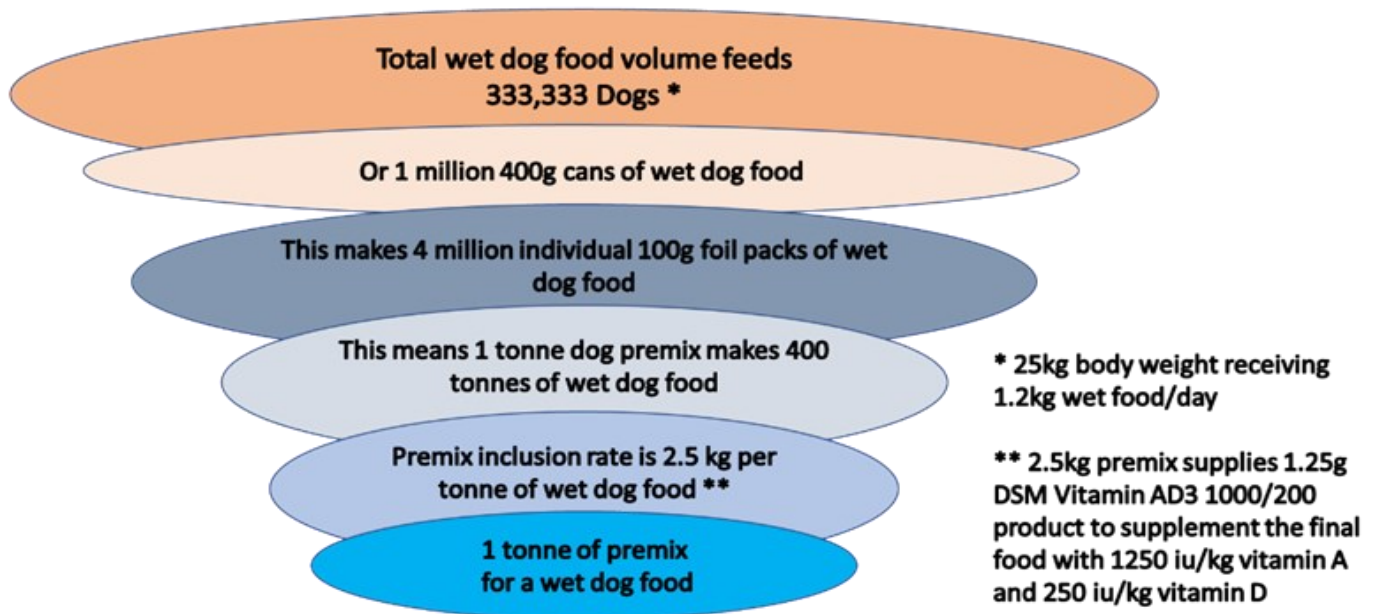 Total wet dog food volume feeds
333,333 Dogs *
Or 1 million 400g cans of wet dog food
This makes 4 million individual 100g foil packs of wet
dog food
This means 1 tonne dog premix makes 400
tonnes of wet dog food
Premix inclusion rate is 2.5 kg per
tonne of wet dog food **
1 tonne of premix
for a wet dog food
* 25kg body weight receiving
1.2kg wet food/day
** 2.5kg premix supplies 1.25g
DSM Vitamin AD3 1000/200
product to supplement the final
food with 1250 iu/kg vitamin A
and 250 iu/kg vitamin D